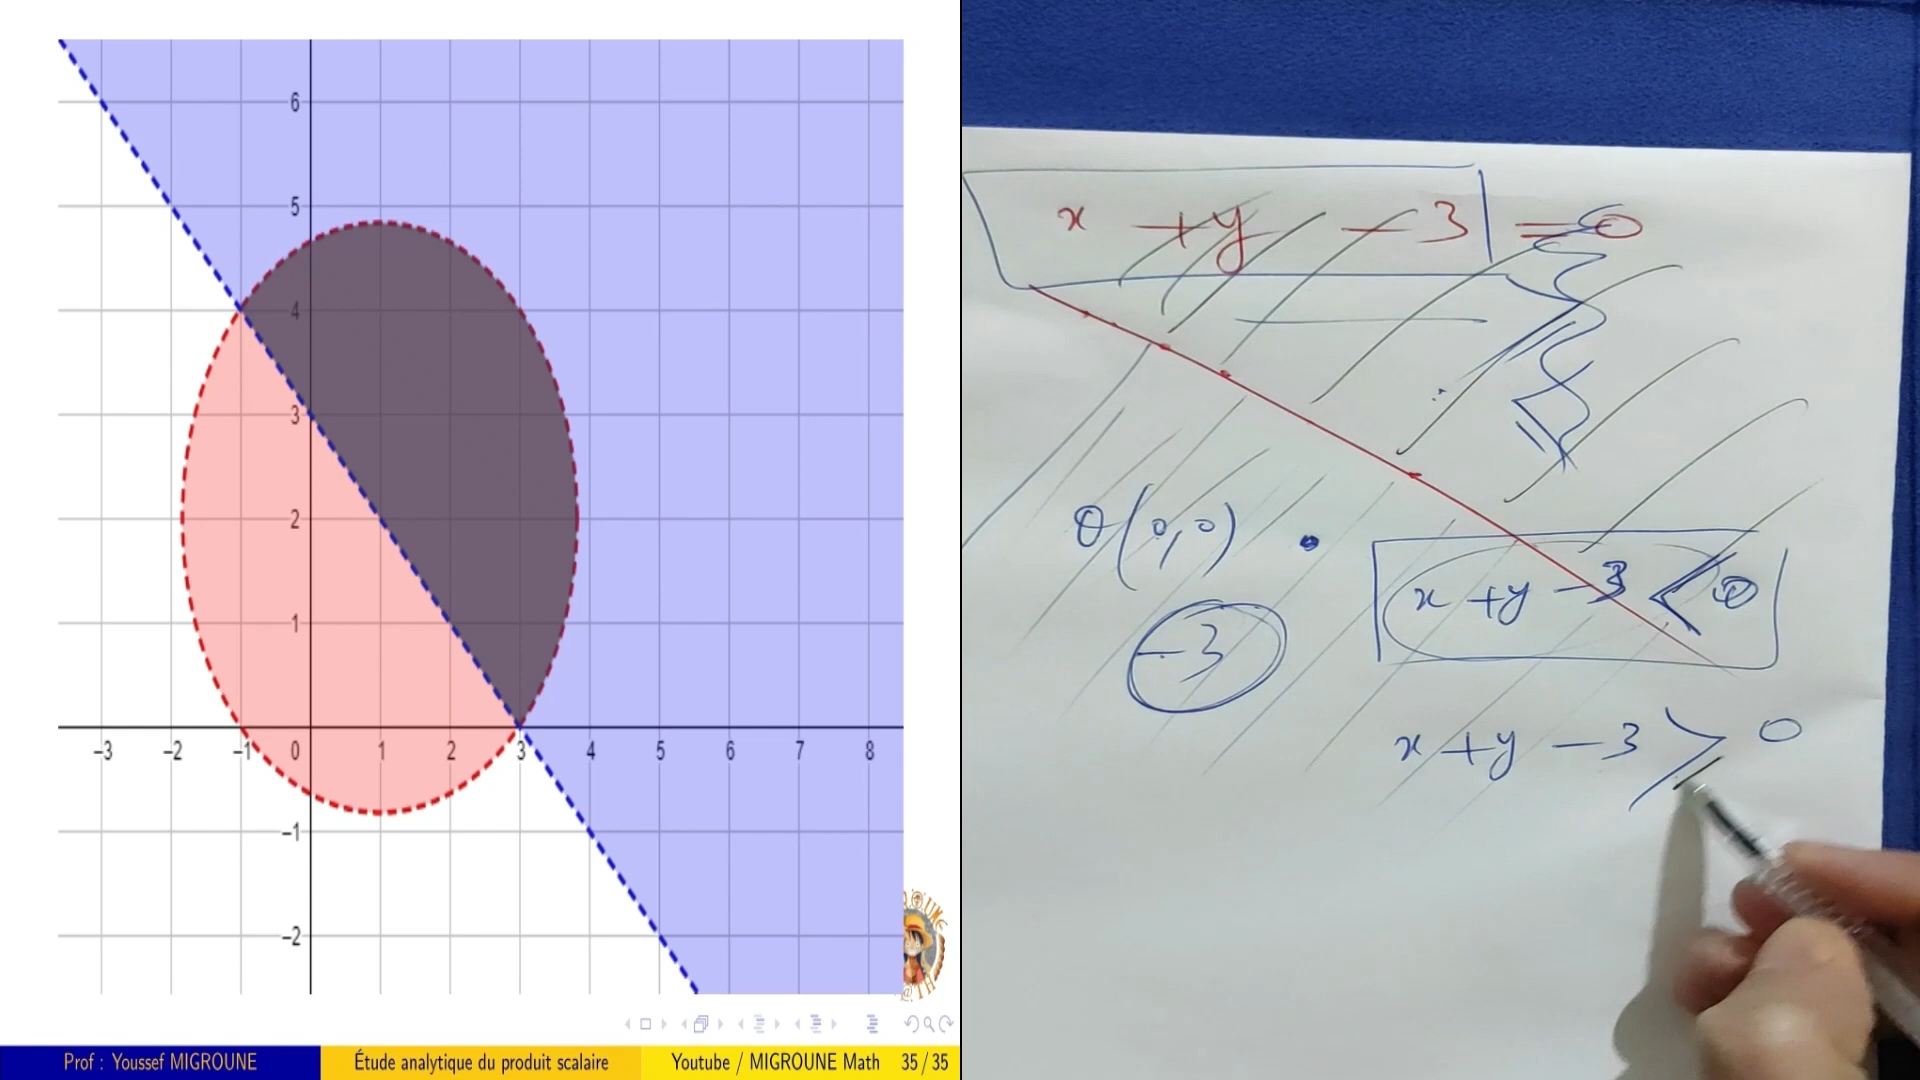 6
5
4
3
2
1
-3 -2 -1 0 1 2 3 4 5 6 7 8
-1
-2
Prof : Youssef MIGROUNE Étude analytique du produit scalaire Youtube / MIGROUNE Math 35 / 35
x + y - 3 = 0
O(0,0)
x + y - 3 < 0
-3
x + y - 3 > 0